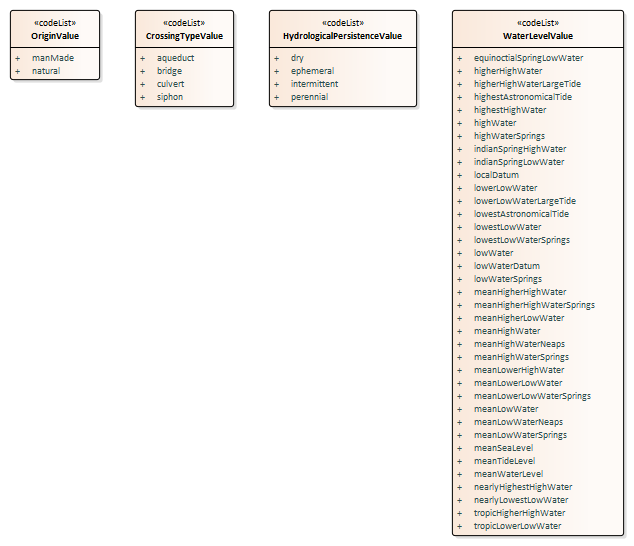 «codeList»
OriginValue
+ manMade
+ natural
«codeList»
CrossingTypeValue
+ aqueduct
+ bridge
+ culvert
+ siphon
«codeList»
HydrologicalPersistenceValue
+ dry
+ ephemeral
+ intermittent
+ perennial
«codeList»
WaterLevelValue
+ equinoctialSpringLowWater
+ higherHighWater
+ higherHighWaterLargeTide
+ highestAstronomicalTide
+ highestHighWater
+ highWater
+ highWaterSprings
+ indianSpringHighWater
+ indianSpringLowWater
+ localDatum
+ lowerLowWater
+ lowerLowWaterLargeTide
+ lowestAstronomicalTide
+ lowestLowWater
+ lowestLowWaterSprings
+ lowWater
+ lowWaterDatum
+ lowWaterSprings
+ meanHigherHighWater
+ meanHigherHighWaterSprings
+ meanHigherLowWater
+ meanHighWater
+ meanHighWaterNeaps
+ meanHighWaterSprings
+ meanLowerHighWater
+ meanLowerLowWater
+ meanLowerLowWaterSprings
+ meanLowWater
+ meanLowWaterNeaps
+ meanLowWaterSprings
+ meanSeaLevel
+ meanTideLevel
+ meanWaterLevel
+ nearlyHighestHighWater
+ nearlyLowestLowWater
+ tropicHigherHighWater
+ tropicLowerLowWater